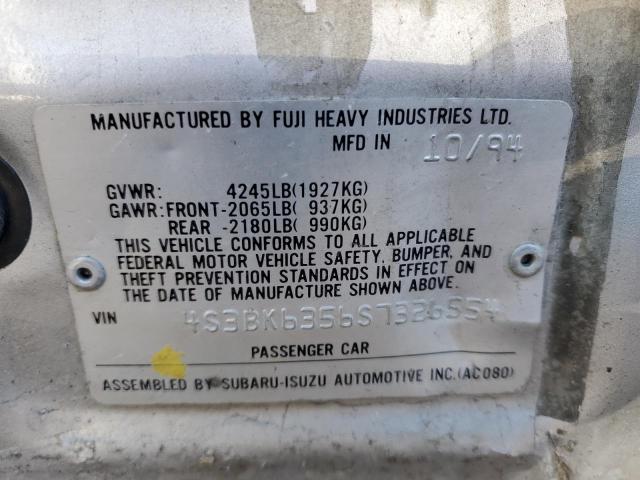 MANUFACTURED BY FUJI HEAVY INDUSTRIES LTD.
MFD IN 10/94
GVWR: 4245LB(1927KG)
GAWR:FRONT-2065LB( 937KG)
REAR -2180LB( 990KG)
THIS VEHICLE CONFORMS TO ALL APPLICABLE
FEDERAL MOTOR VEHICLE SAFETY, BUMPER, AND
THEFT PREVENTION STANDARDS IN EFFECT ON
THE DATE OF MANUFACTURE SHOWN ABOVE.
VIN 4S3BK6356S7336554
PASSENGER CAR
ASSEMBLED BY SUBARU-ISUZU AUTOMOTIVE INC.(AC080)